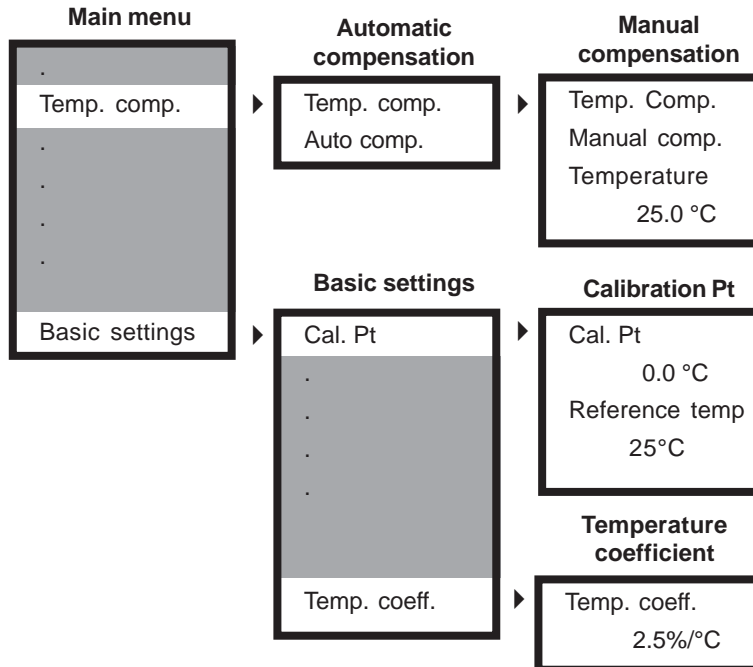 Main menu
.
Temp. comp.
.
.
.
.
Basic settings
Automatic
compensation
Temp. comp.
Auto comp.
Manual
compensation
Temp. Comp.
Manual comp.
Temperature
25.0 °C
Basic settings
Cal. Pt
.
.
.
.
Temp. coeff.
Calibration Pt
Cal. Pt
0.0 °C
Reference temp
25°C
Temperature
coefficient
Temp. coeff.
2.5%/°C